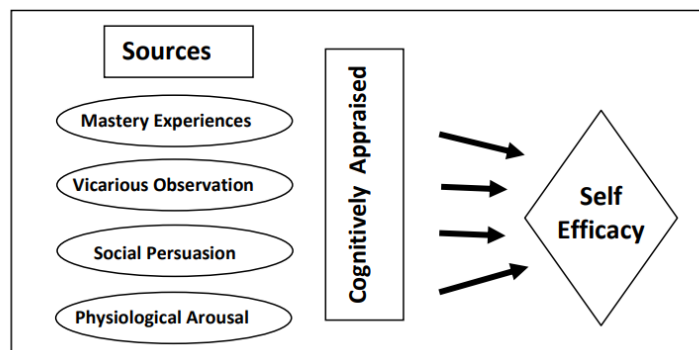 Sources
Mastery Experiences
Vicarious Observation
Social Persuasion
Physiological Arousal
Cognitively Appraised
Self
Efficacy